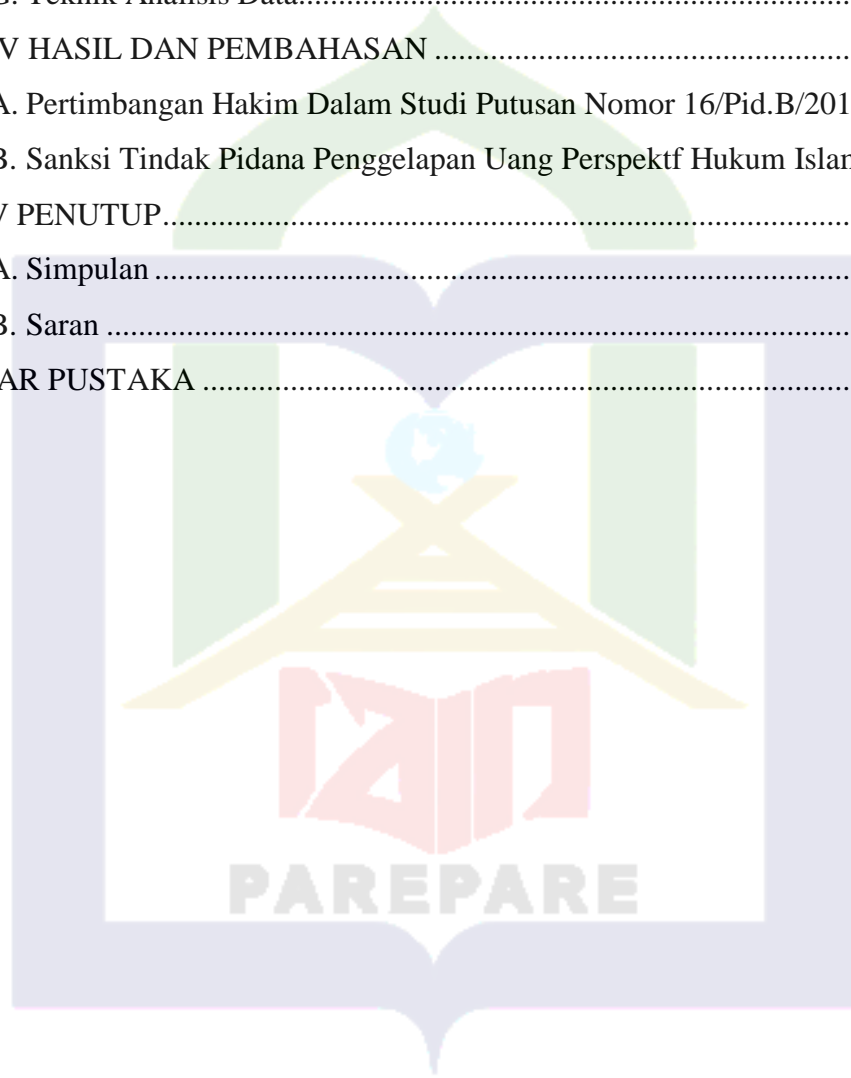 Teknik Analisis Data..............................................................................
V HASIL DAN PEMBAHASAN ....................................................
A. Pertimbangan Hakim Dalam Studi Putusan Nomor 16/Pid.B/201
B. Sanksi Tindak Pidana Penggelapan Uang Perspektf Hukum Islam
V PENUTUP.......................................................................................
A. Simpulan .......................................................................................
B. Saran .............................................................................................
AR PUSTAKA .................................................................................
PAREPARE